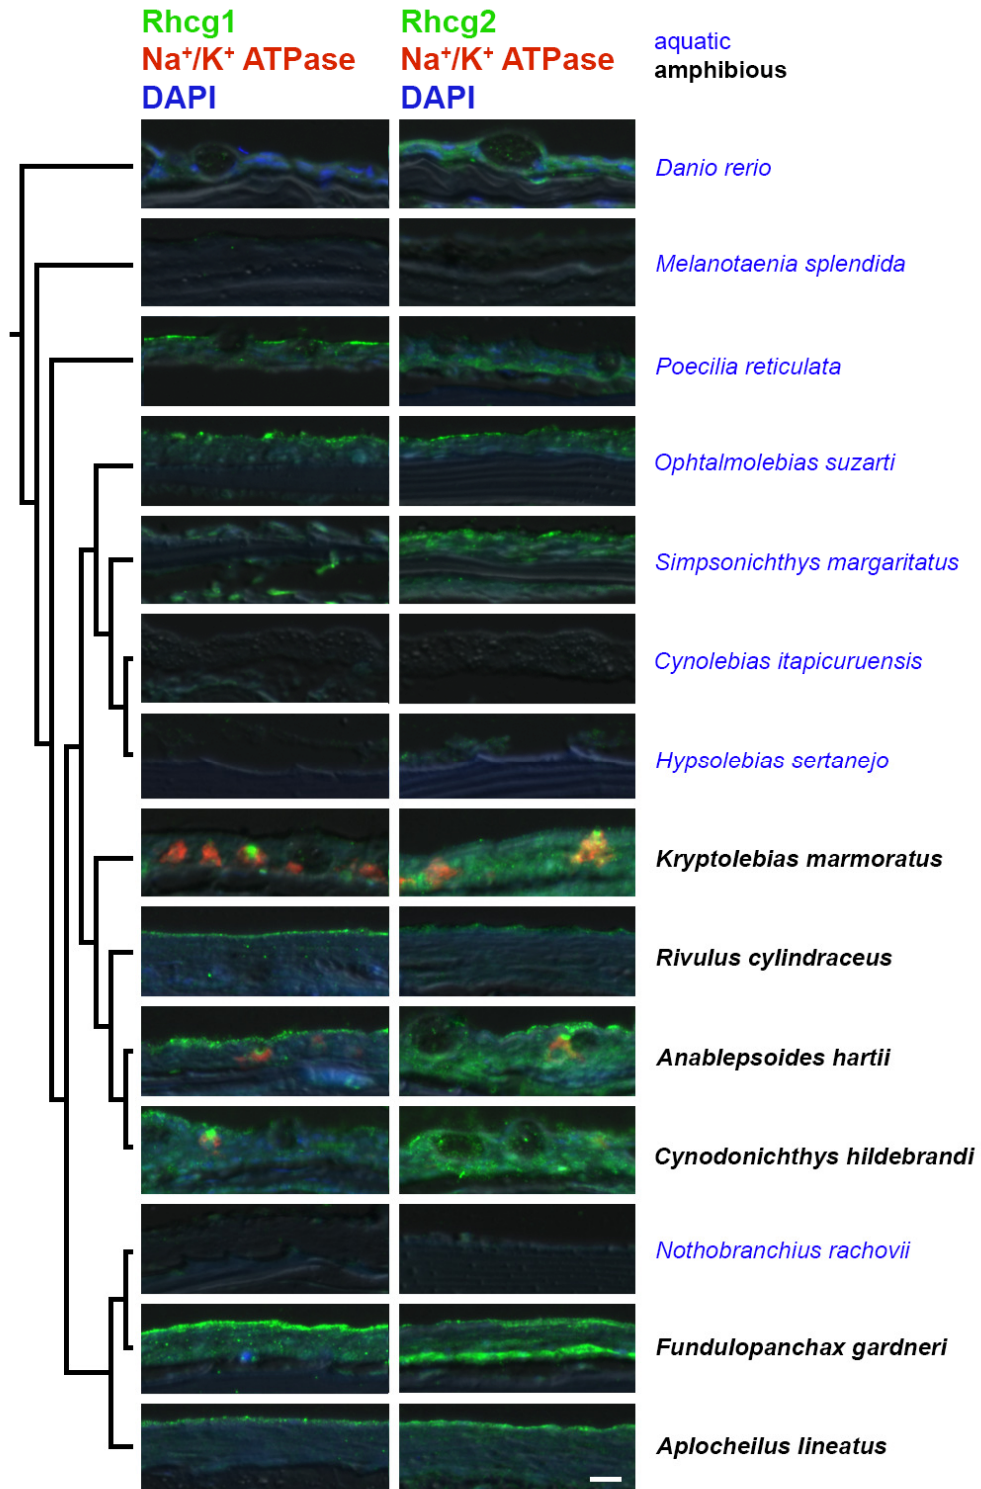 Rhcg1
Na⁺/K⁺ ATPase
DAPI
Rhcg2
Na⁺/K⁺ ATPase
DAPI
aquatic
amphibious
Danio rerio
Melanotaenia splendida
Poecilia reticulata
Ophtalmolebias suzarti
Simpsonichthys margaritatus
Cynolebias itapicuruensis
Hypsolebias sertanejo
Kryptolebias marmoratus
Rivulus cylindraceus
Anablepsoides hartii
Cynodonichthys hildebrandi
Nothobranchius rachovii
Fundulopanchax gardneri
Aplocheilus lineatus